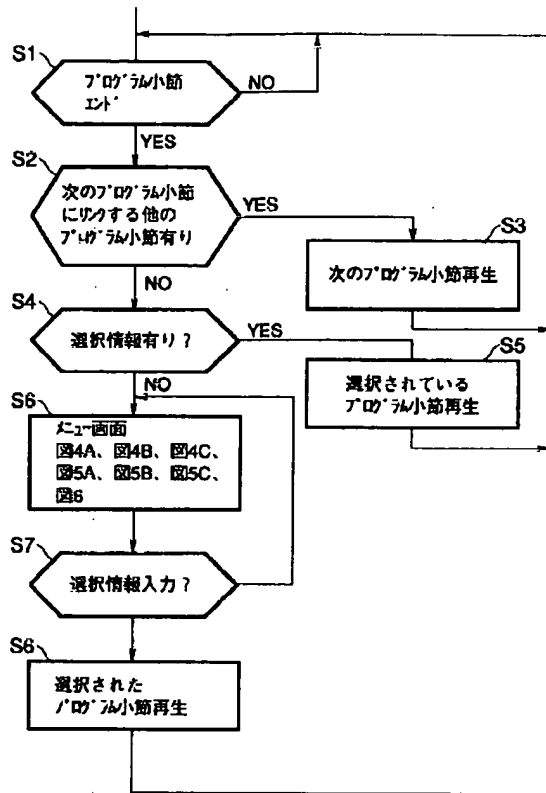 S1
プログラム小節
エンド
NO
YES
S2
次のプログラム小節
にリンクする他の
プログラム小節有り
YES
S3
次のプログラム小節再生
NO
S4
選択情報有り?
YES
S5
選択されている
プログラム小節再生
NO
S6
メニュー画面
図4A、図4B、図4C、
図5A、図5B、図5C、
図6
S7
選択情報入力?
S6
選択された
プログラム小節再生